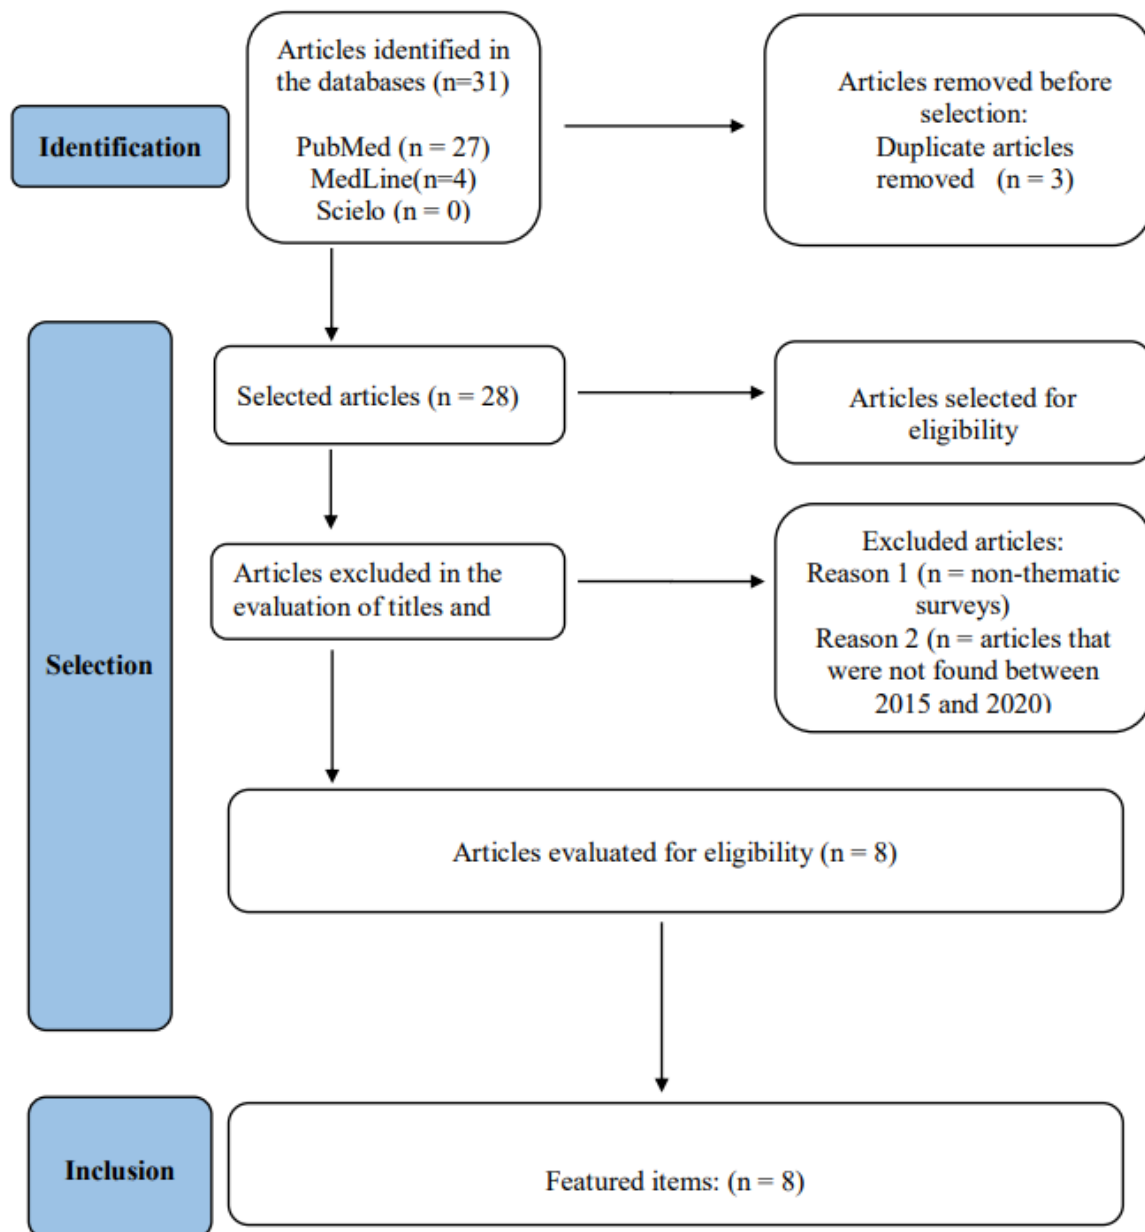 Identification
Articles identified in
the databases (n=31)
PubMed (n = 27)
MedLine(n=4)
Scielo (n = 0)
Articles removed before
selection:
Duplicate articles
removed (n = 3)
Selection
Selected articles (n = 28)
Articles selected for
eligibility
Articles excluded in the
evaluation of titles and
Excluded articles:
Reason 1 (n = non-thematic
surveys)
Reason 2 (n = articles that
were not found between
2015 and 2020)
Articles evaluated for eligibility (n = 8)
Inclusion
Featured items: (n = 8)